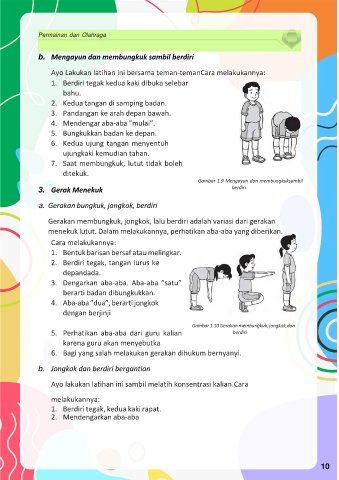 Permainan dan Olahraga
b. Mengayun dan membungkuk sambil berdiri
Ayo Lakukan latihan ini bersama teman-temanCara melakukannya:
1. Berdiri tegak kedua kaki dibuka selebar
bahu.
2. Kedua tangan di samping badan.
3. Pandangan ke arah depan bawah.
4. Mendengar aba-aba "mulai".
5. Bungkukkan badan ke depan.
6. Kedua ujung tangan menyentuh
ujungkaki kemudian tahan.
7. Saat membungkuk, lutut tidak boleh
ditekuk.
Gambar 1.9 Mengayun dan membungkuksambil
berdiri
3. Gerak Menekuk
a. Gerakan bungkuk, jongkok, berdiri
Gerakan membungkuk, jongkok, lalu berdiri adalah variasi dari gerakan
menekuk lutut. Dalam melakukannya, perhatikan aba-aba yang diberikan.
Cara melakukannya:
1. Bentuk barisan bersaf atau melingkar.
2. Berdiri tegak, tangan lurus ke
depandada.
3. Dengarkan aba-aba. Aba-aba "satu"
berarti badan dibungkukkan.
4. Aba-aba "dua", berarti jongkok
dengan berjinji
Gambar 1.10 Gerakan membungkuk, jongkok,dan
berdiri
5. Perhatikan aba-aba dari guru kalian
karena guru akan menyebutka
6. Bagi yang salah melakukan gerakan dihukum bernyanyi.
b. Jongkok dan berdiri bergantian
Ayo lakukan latihan ini sambil melatih konsentrasi kalian.Cara
melakukannya:
1. Berdiri tegak, kedua kaki rapat.
2. Mendengarkan aba-aba
10